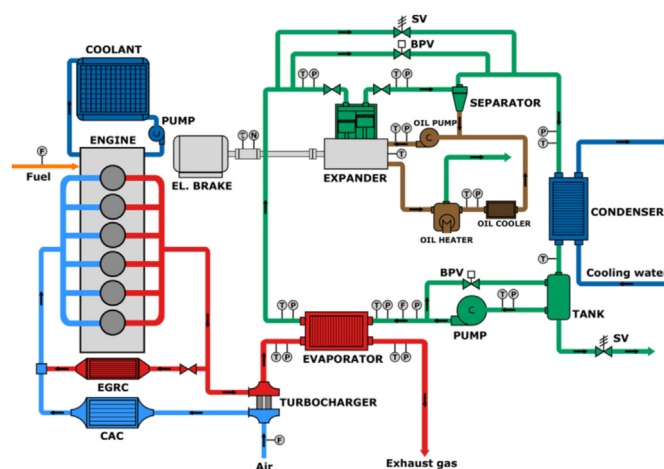 SV
COOLANT
BPV
T P
T P
SEPARATOR
PUMP
OIL PUMP
ENGINE
F
Fuel
T N
C
T P
T
P
T
EL. BRAKE
EXPANDER
T P
CONDENSER
M
OIL HEATER
OIL COOLER
T
Cooling water
BPV
T P
T P F P
C
T P
TANK
PUMP
SV
EVAPORATOR
T P
T P
EGRC
TURBOCHARGER
CAC
F
Air
Exhaust gas